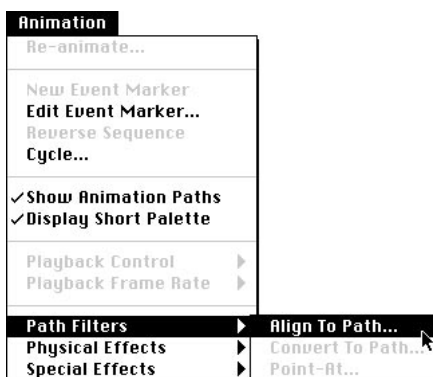 Animation
Re-animate...
New Event Marker
Edit Event Marker...
Reverse Sequence
Cycle...
✓Show Animation Paths
✓Display Short Palette
Playback Control
Playback Frame Rate
Path Filters Align To Path...
Physical Effects Convert To Path...
Special Effects Point-At...